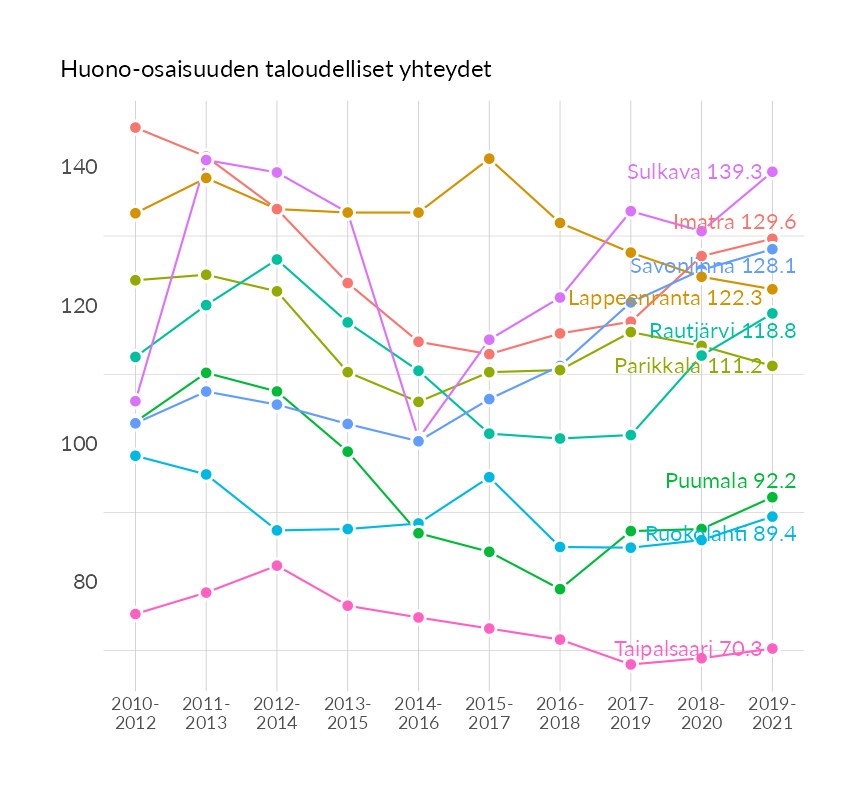 Huono-osaisuuden taloudelliset yhteydet
140
120
100
80
Sulkava 139.3
Imatra 129.6
Savonlinna 128.1
Lappeenranta 122.3
Rautjärvi 118.8
Parikkala 111.2
Puumala 92.2
Ruokolahti 89.4
Taipalsaari 70.3
2010- 2011- 2012- 2013- 2014- 2015- 2016- 2017- 2018- 2019-
2012 2013 2014 2015 2016 2017 2018 2019 2020 2021